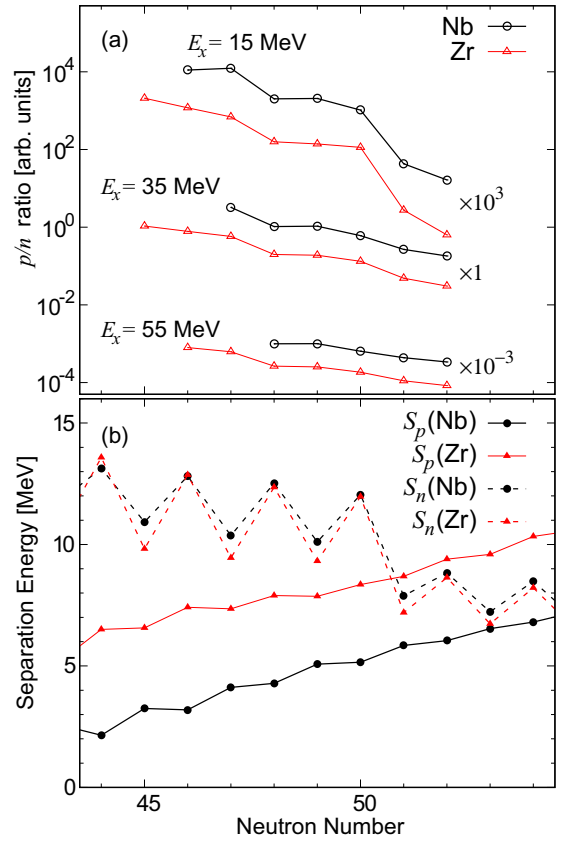 (a)
E_x = 15 MeV
Nb
Zr
10^4
10^2
×10^3
E_x = 35 MeV
10^0
×1
10^-2
E_x = 55 MeV
×10^-3
10^-4
p/n ratio [arb. units]
(b)
S_p(Nb)
S_p(Zr)
S_n(Nb)
S_n(Zr)
15
10
5
0
Separation Energy [MeV]
45
50
Neutron Number